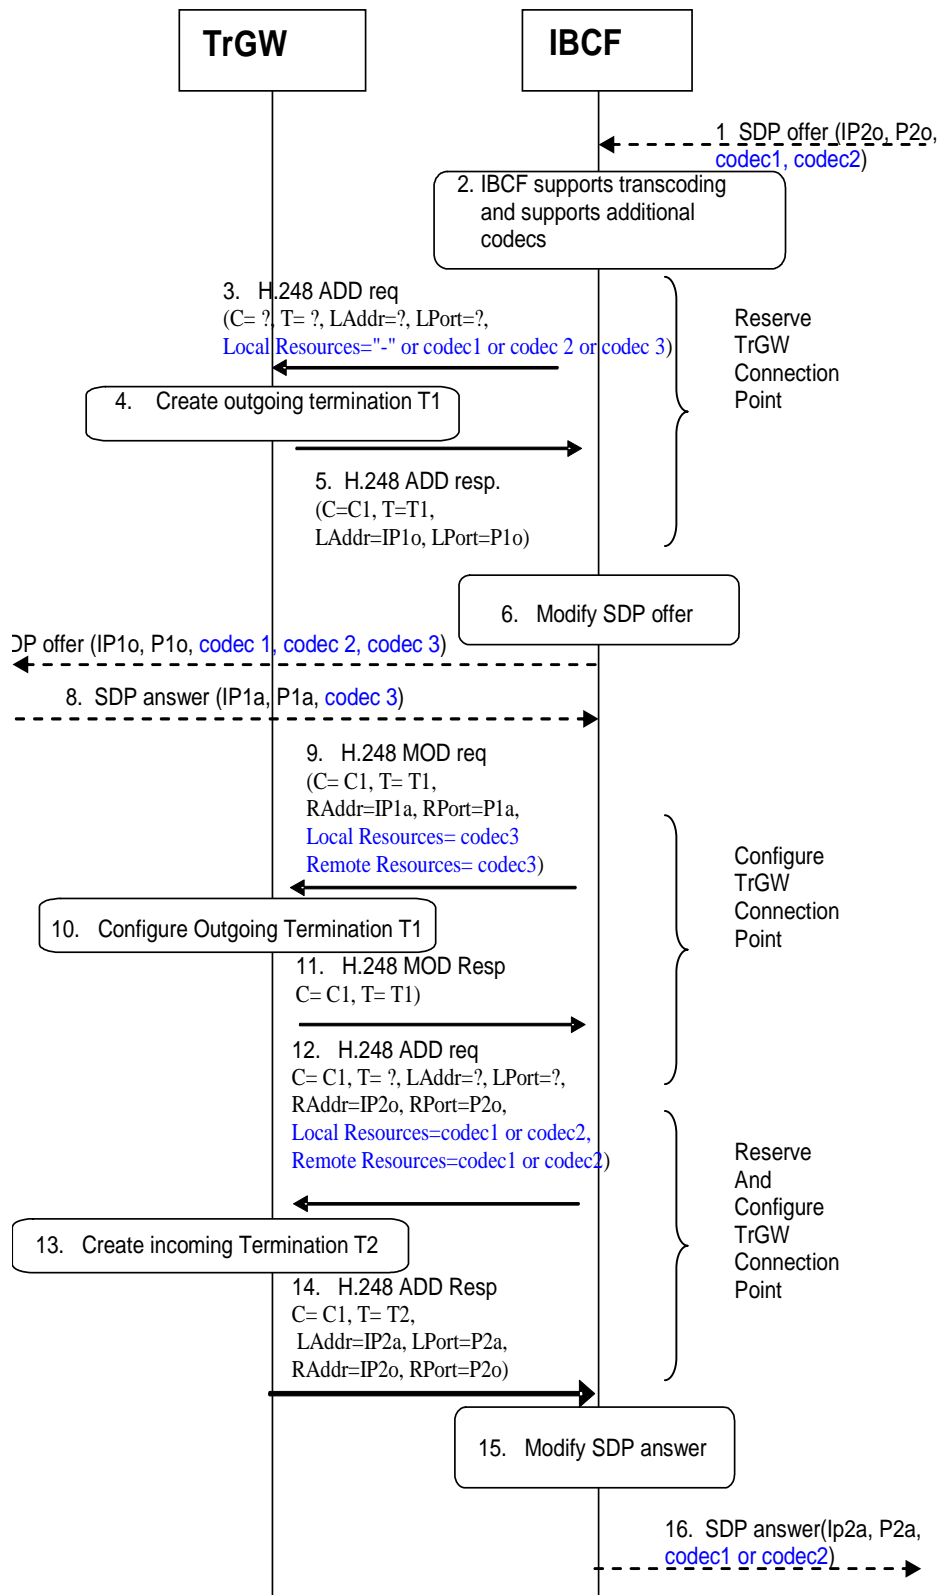 TrGW
IBCF
1 SDP offer (IP2o, P2o,
codec1, codec2)
2. IBCF supports transcoding
and supports additional
codecs
3. H.248 ADD req
(C= ?, T= ?, LAddr=?, LPort=?,
Local Resources="-" or codec1 or codec 2 or codec 3)
Reserve
TrGW
Connection
Point
4. Create outgoing termination T1
5. H.248 ADD resp.
(C=C1, T=T1,
LAddr=IP1o, LPort=P1o)
6. Modify SDP offer
DP offer (IP1o, P1o, codec 1, codec 2, codec 3)
8. SDP answer (IP1a, P1a, codec 3)
9. H.248 MOD req
(C= C1, T= T1,
RAddr=IP1a, RPort=P1a,
Local Resources= codec3
Remote Resources= codec3)
Configure
TrGW
Connection
Point
10. Configure Outgoing Termination T1
11. H.248 MOD Resp
C= C1, T= T1)
12. H.248 ADD req
C= C1, T= ?, LAddr=?, LPort=?,
RAddr=IP2o, RPort=P2o,
Local Resources=codec1 or codec2,
Remote Resources=codec1 or codec2)
Reserve
And
Configure
TrGW
Connection
Point
13. Create incoming Termination T2
14. H.248 ADD Resp
C= C1, T= T2,
LAddr=IP2a, LPort=P2a,
RAddr=IP2o, RPort=P2o)
15. Modify SDP answer
16. SDP answer(Ip2a, P2a,
codec1 or codec2)